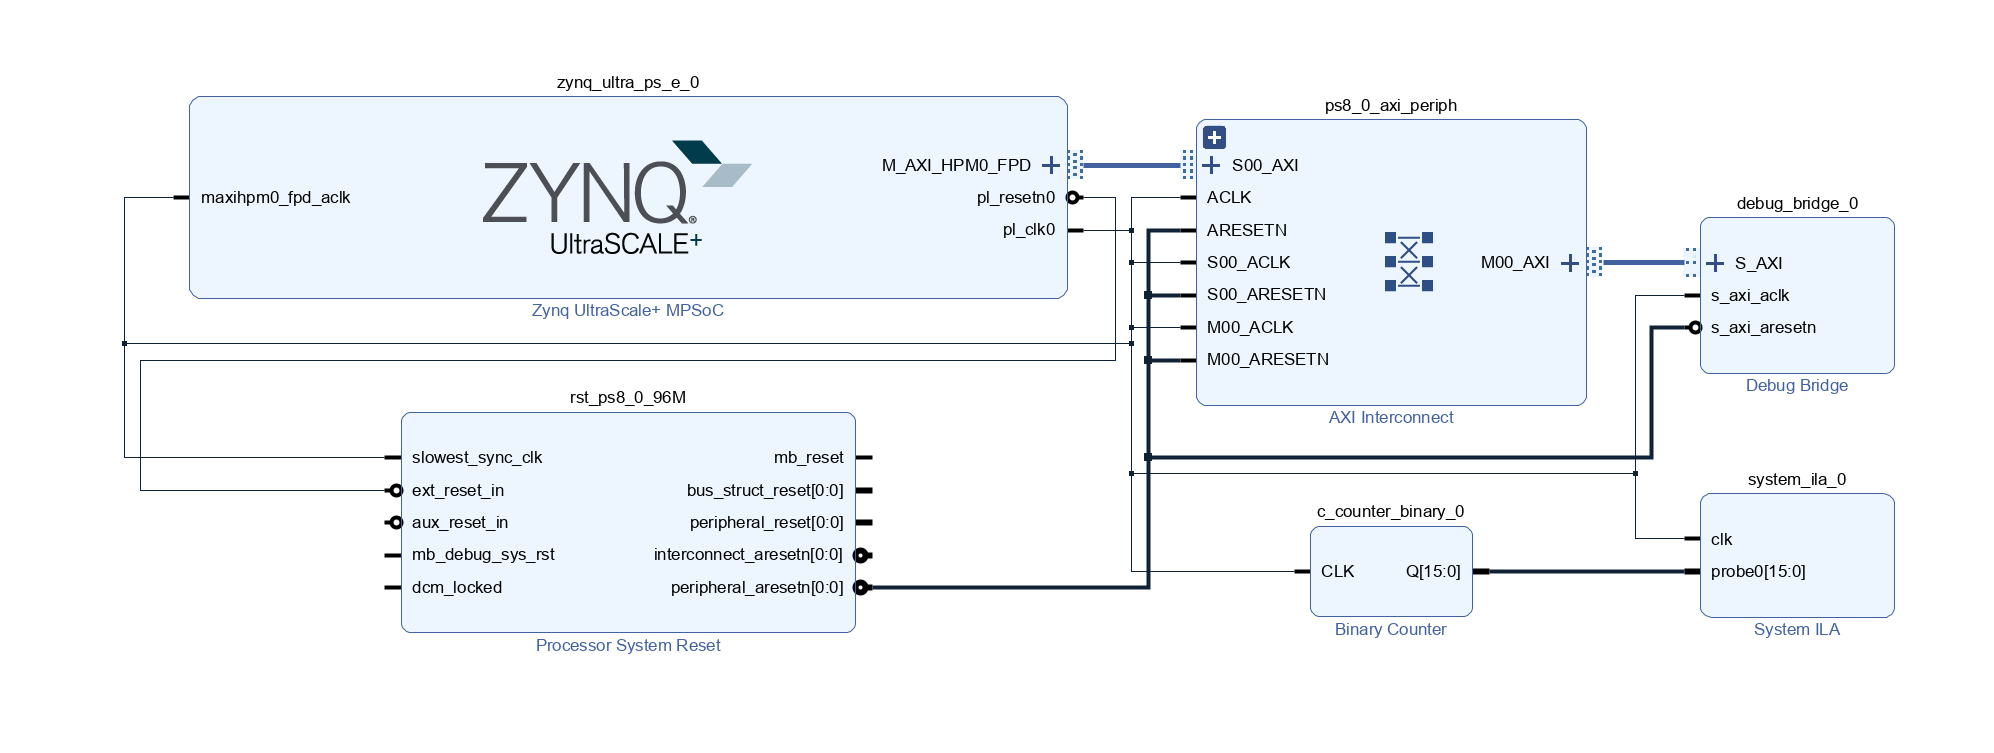 zynq_ultra_ps_e_0
maxihpm0_fpd_aclk
ZYNQ®
UltraSCALE+
M_AXI_HPM0_FPD
pl_resetn0
pl_clk0
Zynq UltraScale+ MPSoC
ps8_0_axi_periph
S00_AXI
ACLK
ARESETN
S00_ACLK
S00_ARESETN
M00_ACLK
M00_ARESETN
M00_AXI
AXI Interconnect
debug_bridge_0
S_AXI
s_axi_aclk
s_axi_aresetn
Debug Bridge
rst_ps8_0_96M
slowest_sync_clk
ext_reset_in
aux_reset_in
mb_debug_sys_rst
dcm_locked
mb_reset
bus_struct_reset[0:0]
peripheral_reset[0:0]
interconnect_aresetn[0:0]
peripheral_aresetn[0:0]
Processor System Reset
c_counter_binary_0
CLK
Q[15:0]
Binary Counter
system_ila_0
clk
probe0[15:0]
System ILA